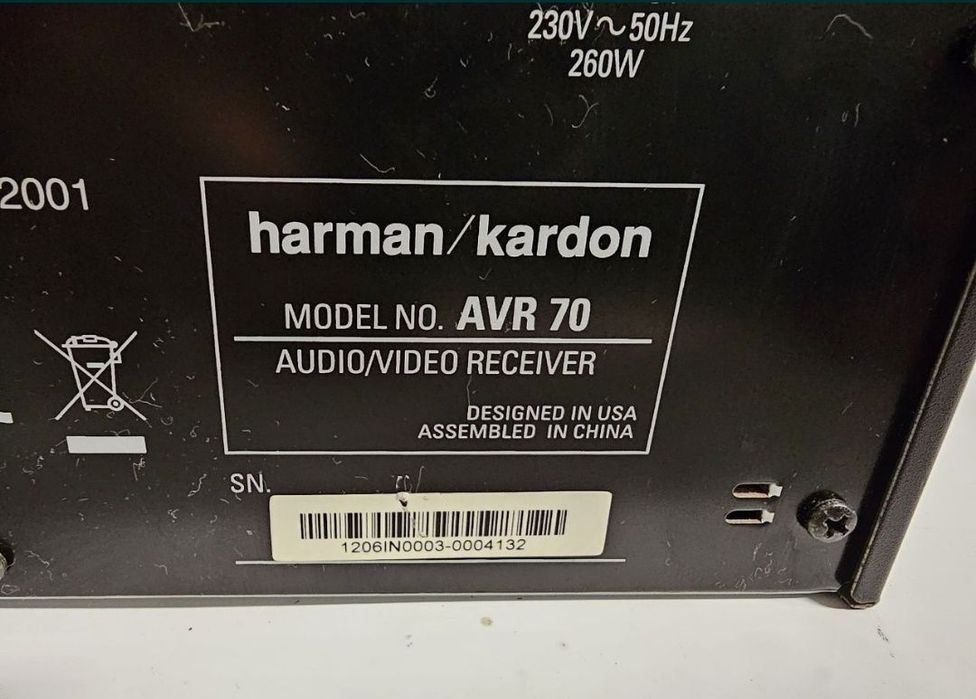 230V～50Hz
260W
2001
harman/kardon
MODEL NO. AVR 70
AUDIO/VIDEO RECEIVER
DESIGNED IN USA
ASSEMBLED IN CHINA
SN.
1206IN0003-0004132